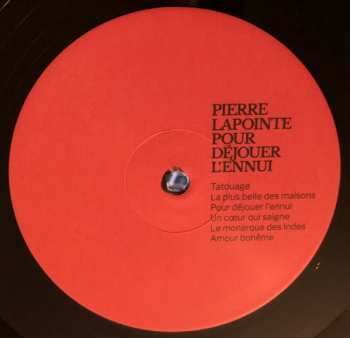 PIERRE
LAPOINTE
POUR
DÉJOUER
L'ENNUI
Tatouage
La plus belle des maisons
Pour déjouer l'ennui
Un cœur qui saigne
Le monarque des Indes
Amour bohême